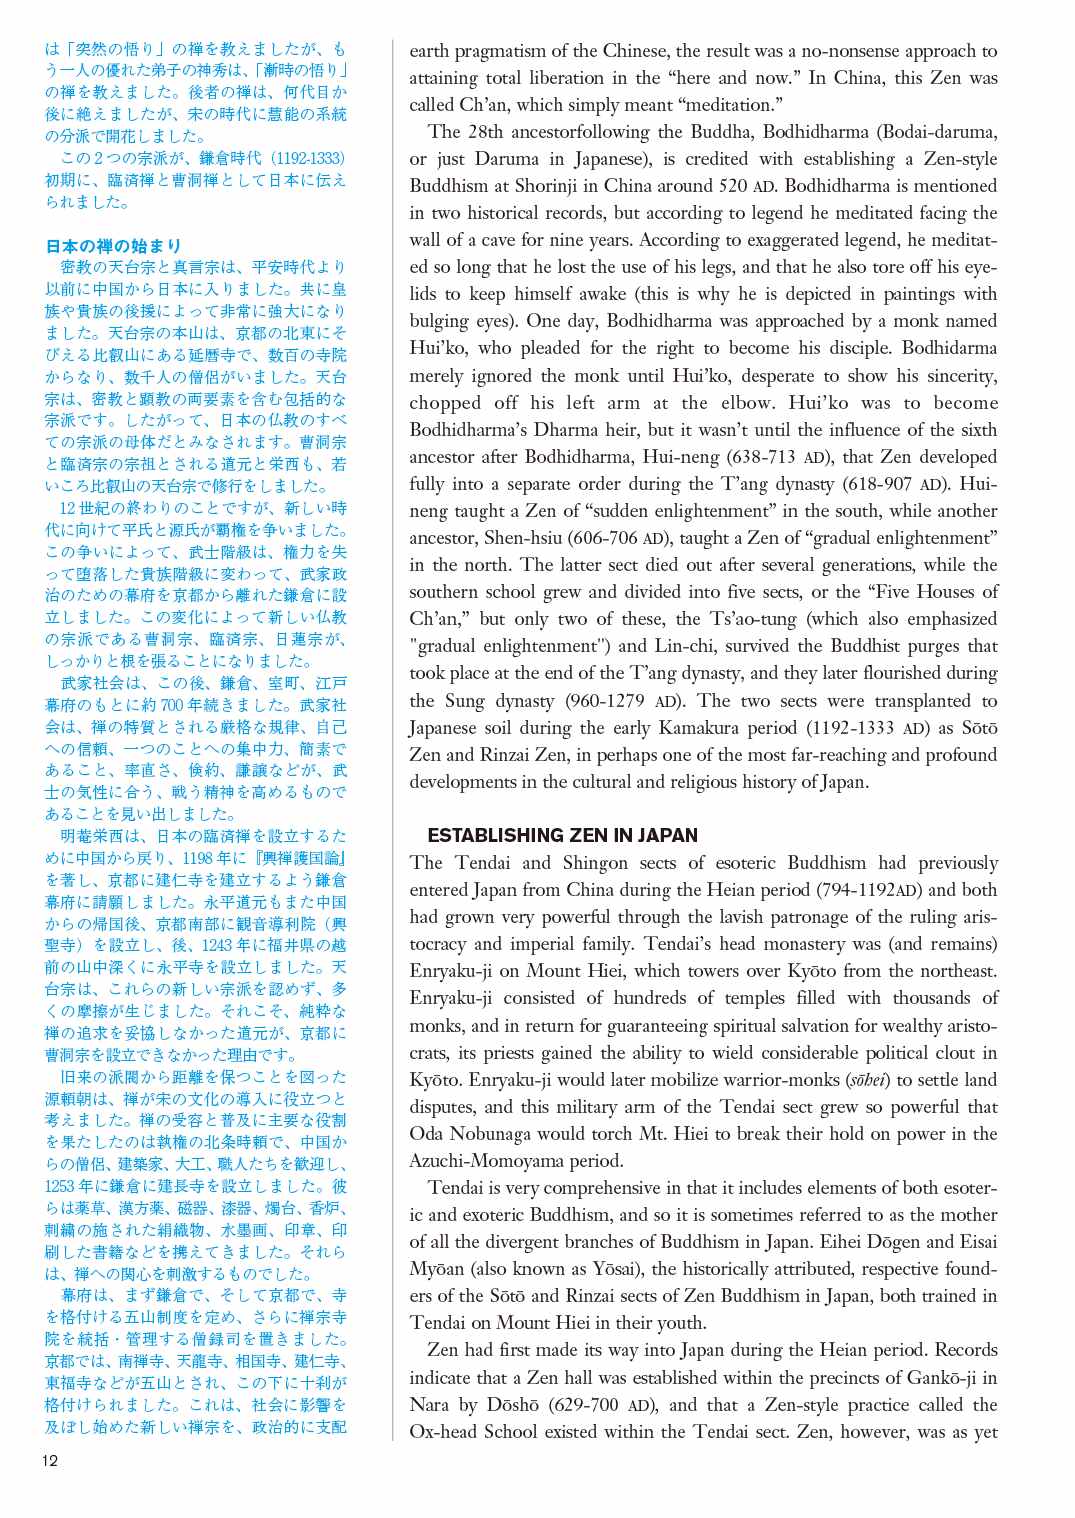 は「突然の悟り」の禅を教えましたが、も
う一人の優れた弟子の神秀は、「漸時の悟り」
の禅を教えました。後者の禅は、何代目か
後に絶えましたが、宋の時代に慧能の系統
の分派で開花しました。
この２つの宗派が、鎌倉時代（1192-1333）
初期に、臨済禅と曹洞禅として日本に伝え
られました。
日本の禅の始まり
密教の天台宗と真言宗は、平安時代より
以前に中国から日本に入りました。共に皇
族や貴族の後援によって非常に強大になり
ました。天台宗の本山は、京都の北東にそ
びえる比叡山にある延暦寺で、数百の寺院
からなり、数千人の僧侶がいました。天台
宗は、密教と顕教の両要素を含む包括的な
宗派です。したがって、日本の仏教のすべ
ての宗派の母体だとみなされます。曹洞宗
と臨済宗の宗祖とされる道元と栄西も、若
いころ比叡山の天台宗で修行をしました。
12 世紀の終わりのことですが、新しい時
代に向けて平氏と源氏が覇権を争いました。
この争いによって、武士階級は、権力を失
って堕落した貴族階級に変わって、武家政
治のための幕府を京都から離れた鎌倉に設
立しました。この変化によって新しい仏教
の宗派である曹洞宗、臨済宗、日蓮宗が、
しっかりと根を張ることになりました。
武家社会は、この後、鎌倉、室町、江戸
幕府のもとに約 700 年続きました。武家社
会は、禅の特質とされる厳格な規律、自己
への信頼、一つのことへの集中力、簡素で
あること、率直さ、倹約、謙譲などが、武
士の気性に合う、戦う精神を高めるもので
あることを見い出しました。
明菴栄西は、日本の臨済禅を設立するた
めに中国から戻り、1198 年に『興禅護国論』
を著し、京都に建仁寺を建立するよう鎌倉
幕府に請願しました。永平道元もまた中国
からの帰国後、京都南部に観音導利院（興
聖寺）を設立し、後、1243 年に福井県の越
前の山中深くに永平寺を設立しました。天
台宗は、これらの新しい宗派を認めず、多
くの摩擦が生じました。それこそ、純粋な
禅の追求を妥協しなかった道元が、京都に
曹洞宗を設立できなかった理由です。
旧来の派閥から距離を保つことを図った
源頼朝は、禅が宋の文化の導入に役立つと
考えました。禅の受容と普及に主要な役割
を果たしたのは執権の北条時頼で、中国か
らの僧侶、建築家、大工、職人たちを歓迎し、
1253 年に鎌倉に建長寺を設立しました。彼
らは薬草、漢方薬、磁器、漆器、燭台、香炉、
刺繍の施された絹織物、水墨画、印章、印
刷した書籍などを携えてきました。それら
は、禅への関心を刺激するものでした。
幕府は、まず鎌倉で、そして京都で、寺
を格付ける五山制度を定め、さらに禅宗寺
院を統括・管理する僧録司を置きました。
京都では、南禅寺、天龍寺、相国寺、建仁寺、
東福寺などが五山とされ、この下に十刹が
格付けられました。これは、社会に影響を
及ぼし始めた新しい禅宗を、政治的に支配
12
earth pragmatism of the Chinese, the result was a no-nonsense approach to
attaining total liberation in the “here and now.” In China, this Zen was
called Ch’an, which simply meant “meditation.”
The 28th ancestorfollowing the Buddha, Bodhidharma (Bodai-daruma,
or just Daruma in Japanese), is credited with establishing a Zen-style
Buddhism at Shorinji in China around 520 AD. Bodhidharma is mentioned
in two historical records, but according to legend he meditated facing the
wall of a cave for nine years. According to exaggerated legend, he meditat-
ed so long that he lost the use of his legs, and that he also tore off his eye-
lids to keep himself awake (this is why he is depicted in paintings with
bulging eyes). One day, Bodhidharma was approached by a monk named
Hui’ko, who pleaded for the right to become his disciple. Bodhidarma
merely ignored the monk until Hui’ko, desperate to show his sincerity,
chopped off his left arm at the elbow. Hui’ko was to become
Bodhidharma’s Dharma heir, but it wasn’t until the influence of the sixth
ancestor after Bodhidharma, Hui-neng (638-713 AD), that Zen developed
fully into a separate order during the T’ang dynasty (618-907 AD). Hui-
neng taught a Zen of “sudden enlightenment” in the south, while another
ancestor, Shen-hsiu (606-706 AD), taught a Zen of “gradual enlightenment”
in the north. The latter sect died out after several generations, while the
southern school grew and divided into five sects, or the “Five Houses of
Ch’an,” but only two of these, the Ts’ao-tung (which also emphasized
"gradual enlightenment") and Lin-chi, survived the Buddhist purges that
took place at the end of the T’ang dynasty, and they later flourished during
the Sung dynasty (960-1279 AD). The two sects were transplanted to
Japanese soil during the early Kamakura period (1192-1333 AD) as Sōtō
Zen and Rinzai Zen, in perhaps one of the most far-reaching and profound
developments in the cultural and religious history of Japan.
ESTABLISHING ZEN IN JAPAN
The Tendai and Shingon sects of esoteric Buddhism had previously
entered Japan from China during the Heian period (794-1192AD) and both
had grown very powerful through the lavish patronage of the ruling aris-
tocracy and imperial family. Tendai’s head monastery was (and remains)
Enryaku-ji on Mount Hiei, which towers over Kyōto from the northeast.
Enryaku-ji consisted of hundreds of temples filled with thousands of
monks, and in return for guaranteeing spiritual salvation for wealthy aristo-
crats, its priests gained the ability to wield considerable political clout in
Kyōto. Enryaku-ji would later mobilize warrior-monks (sōhei) to settle land
disputes, and this military arm of the Tendai sect grew so powerful that
Oda Nobunaga would torch Mt. Hiei to break their hold on power in the
Azuchi-Momoyama period.
Tendai is very comprehensive in that it includes elements of both esoter-
ic and exoteric Buddhism, and so it is sometimes referred to as the mother
of all the divergent branches of Buddhism in Japan. Eihei Dōgen and Eisai
Myōan (also known as Yōsai), the historically attributed, respective found-
ers of the Sōtō and Rinzai sects of Zen Buddhism in Japan, both trained in
Tendai on Mount Hiei in their youth.
Zen had first made its way into Japan during the Heian period. Records
indicate that a Zen hall was established within the precincts of Gankō-ji in
Nara by Dōshō (629-700 AD), and that a Zen-style practice called the
Ox-head School existed within the Tendai sect. Zen, however, was as yet